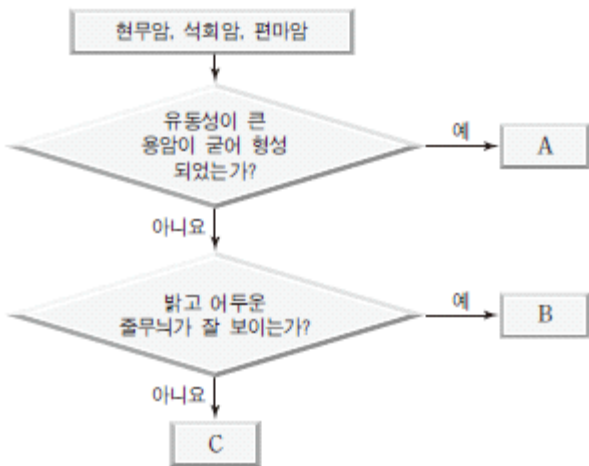 현무암, 석회암, 편마암
유동성이 큰
용암이 굳어 형성
되었는가?
예
A
아니요
밝고 어두운
줄무늬가 잘 보이는가?
예
B
아니요
C